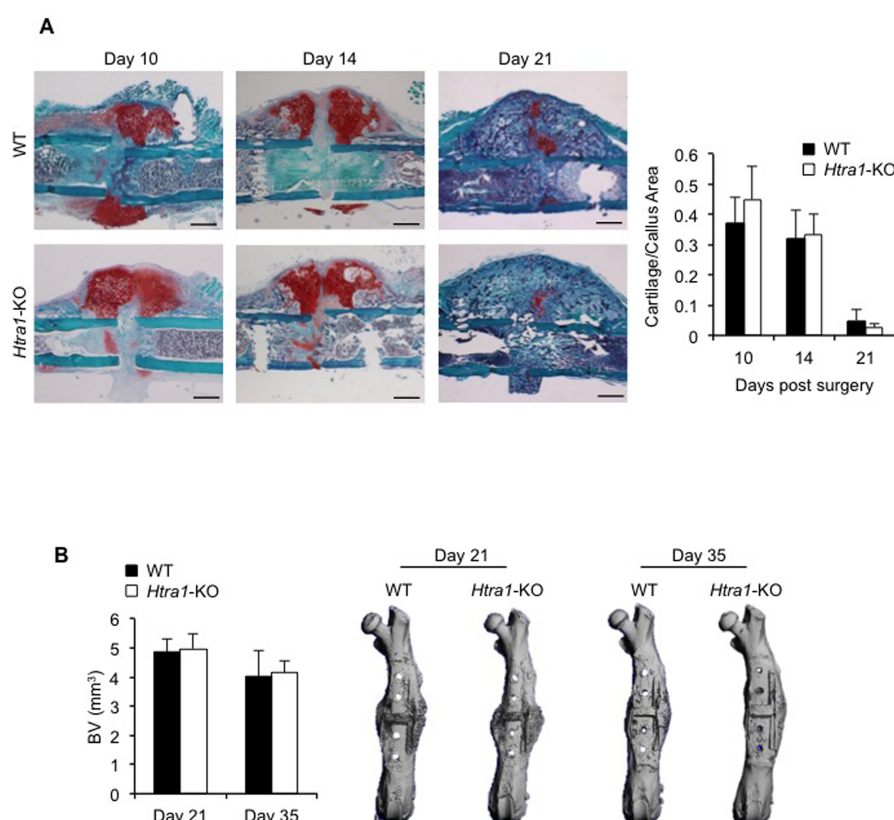 A
Day 10
Day 14
Day 21
WT
Htra1-KO
WT
Htra1-KO
Cartilage/Callus Area
0.6
0.5
0.4
0.3
0.2
0.1
0
10
14
21
Days post surgery
B
WT
Htra1-KO
BV (mm³)
6
5
4
3
2
1
0
Day 21
Day 35
Day 21
Day 35
WT
Htra1-KO
WT
Htra1-KO